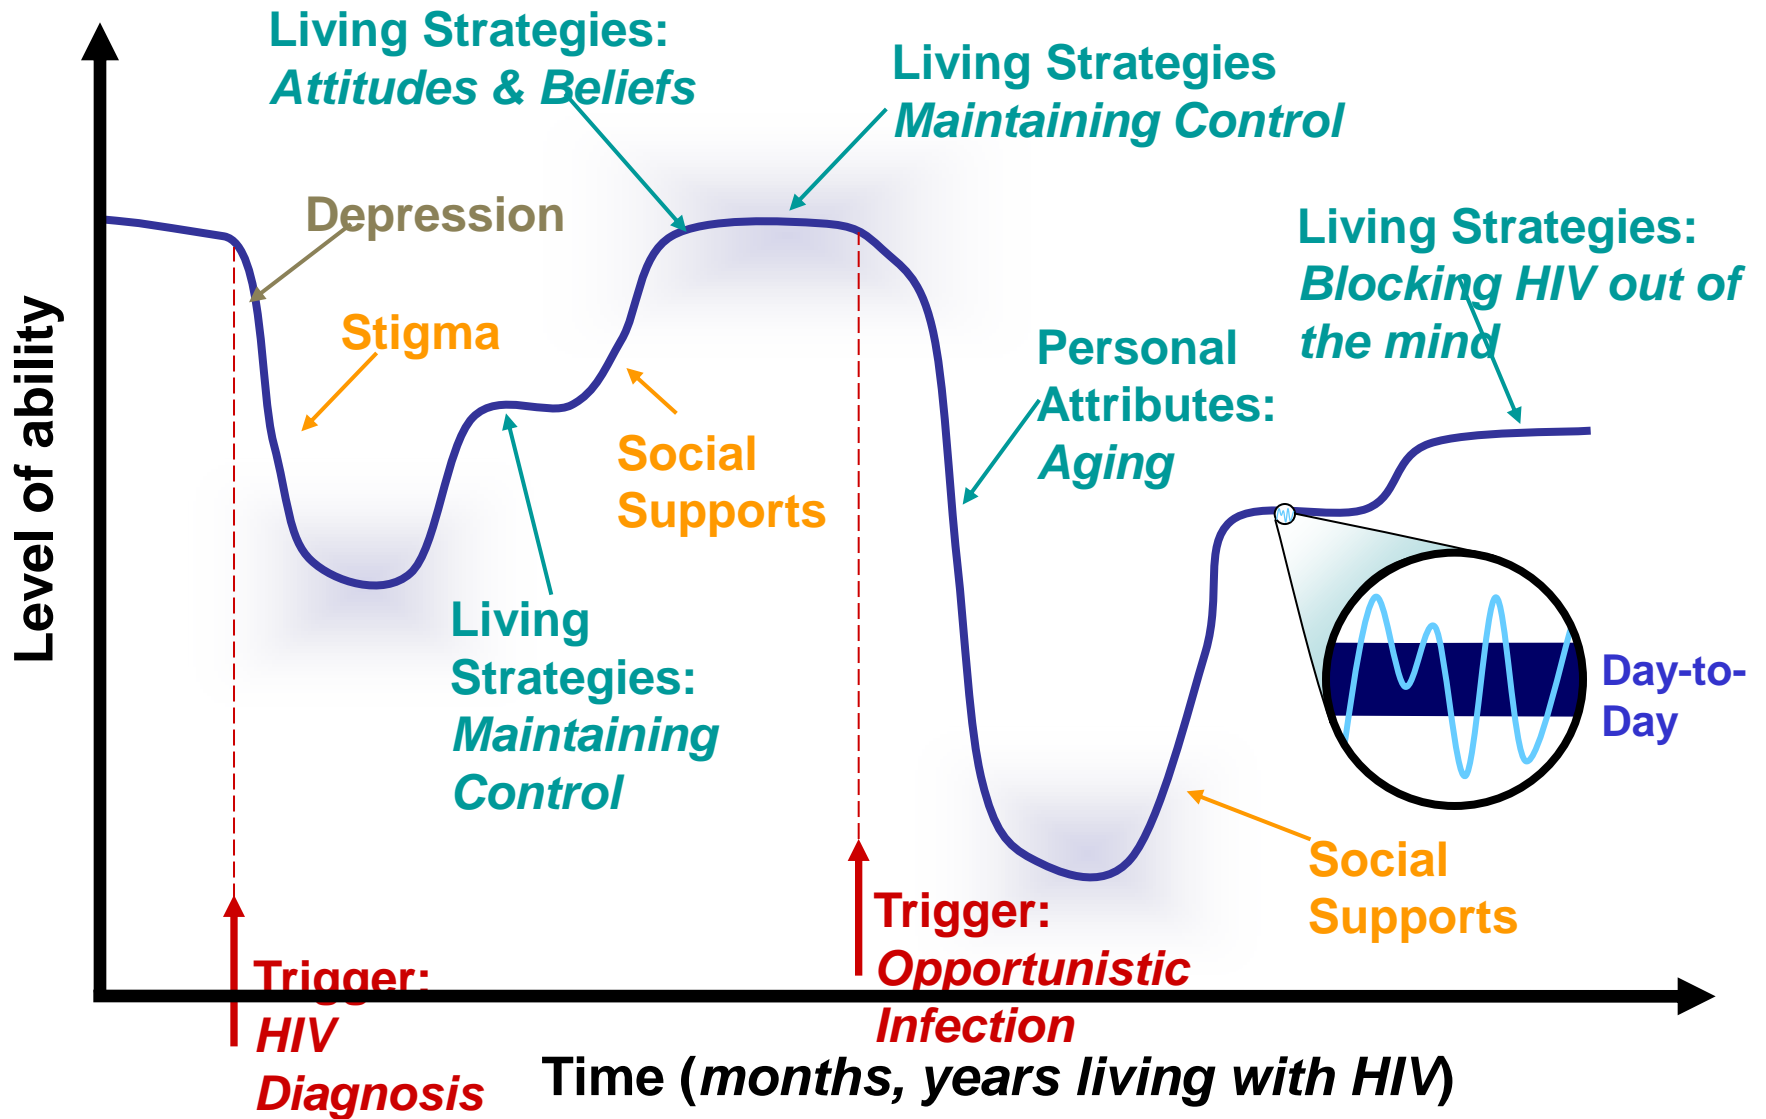 Living Strategies:
Attitudes & Beliefs
Living Strategies
Maintaining Control
Depression
Living Strategies:
Blocking HIV out of
the mind
Stigma
Personal
Attributes:
Aging
Social
Supports
Level of ability
Living
Strategies:
Maintaining
Control
Day-to-
Day
Social
Supports
Trigger:
Opportunistic
Infection
Trigger:
HIV
Diagnosis
Time (months, years living with HIV)